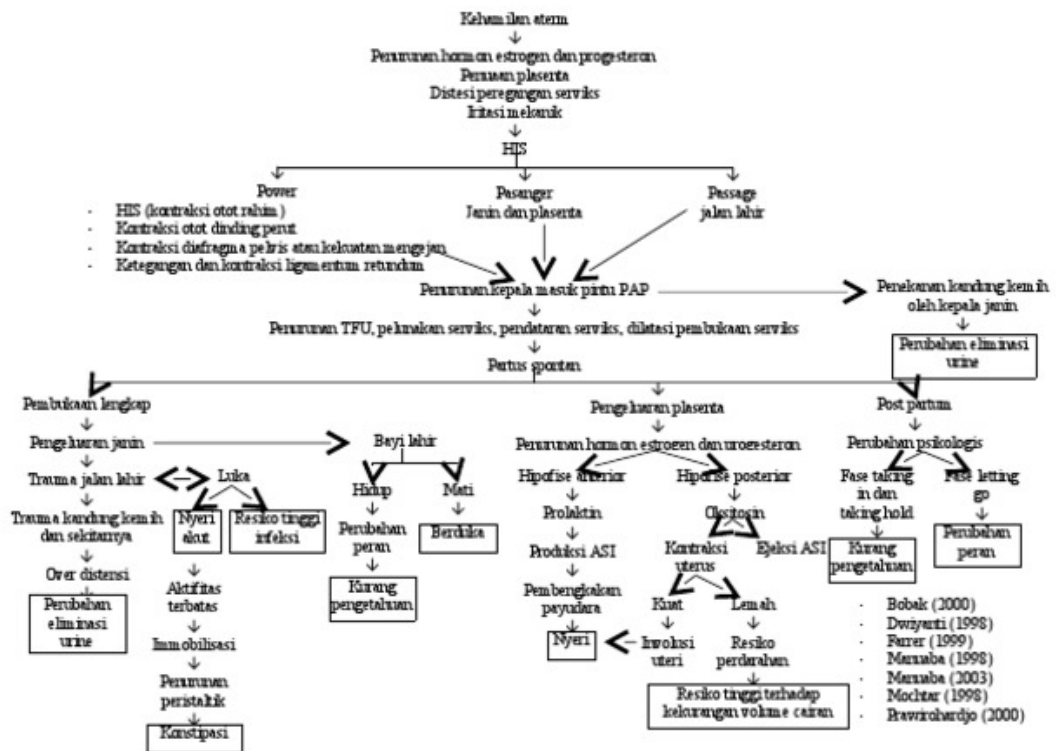 Kehamilan aterm
Penurunan hormon estrogen dan progesteron
Penuaan plasenta
Distesi peregangan serviks
Iritasi mekanik
HIS
Power
- HIS (kontraksi otot rahim)
- Kontraksi otot dinding perut
- Kontraksi diafragma pelvis atau kekuatan mengejan
- Ketegangan dan kontraksi ligamentum retundum
Pasanger
Janin dan plasenta
Passage
jalan lahir
Penurunan kepala masuk pintu PAP
Penekanan kandung kemih
oleh kepala janin
Perubahan eliminasi
urine
Penurunan TFU, pelunakan serviks, pendataran serviks, dilatasi pembukaan serviks
Partus spontan
Pembukaan lengkap
Pengeluaran janin
Trauma jalan lahir
Trauma kandung kemih
dan sekitarnya
Over distensi
Perubahan
eliminasi
urine
Luka
Nyeri
akut
Resiko tinggi
infeksi
Aktifitas
terbatas
Immobilisasi
Penurunan
peristaltik
Konstipasi
Bayi lahir
Hidup
Perubahan
peran
Kurang
pengetahuan
Mati
Berduka
Pengeluaran plasenta
Penurunan hormon estrogen dan urogesteron
Hipofise anterior
Prolaktin
Produksi ASI
Pembengkakan
payudara
Nyeri
Hipofise posterior
Oksitosin
Kontraksi
uterus
Ejeksi ASI
Kuat
Involusi
uteri
Lemah
Resiko
perdarahan
Resiko tinggi terhadap
kekurangan volume cairan
Post partum
Perubahan psikologis
Fase taking
in dan
taking hold
Kurang
pengetahuan
Fase letting
go
Perubahan
peran
- Bobak (2000)
- Dwiyanti (1998)
- Farrer (1999)
- Manuaba (1998)
- Manuaba (2003)
- Mochtar (1998)
- Prawirohardjo (2000)